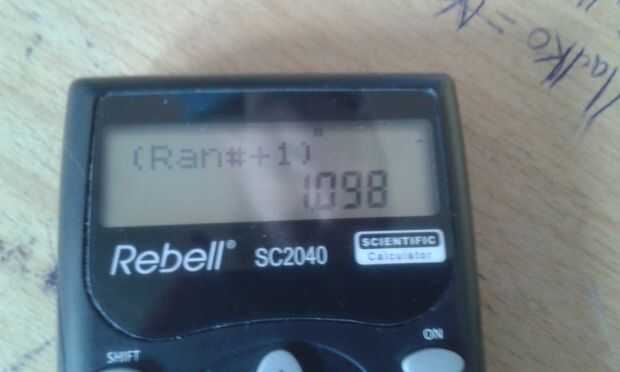 (Ran#+1)
1.098
Rebell® SC2040
SCIENTIFIC
Calculator
SHIFT
ON